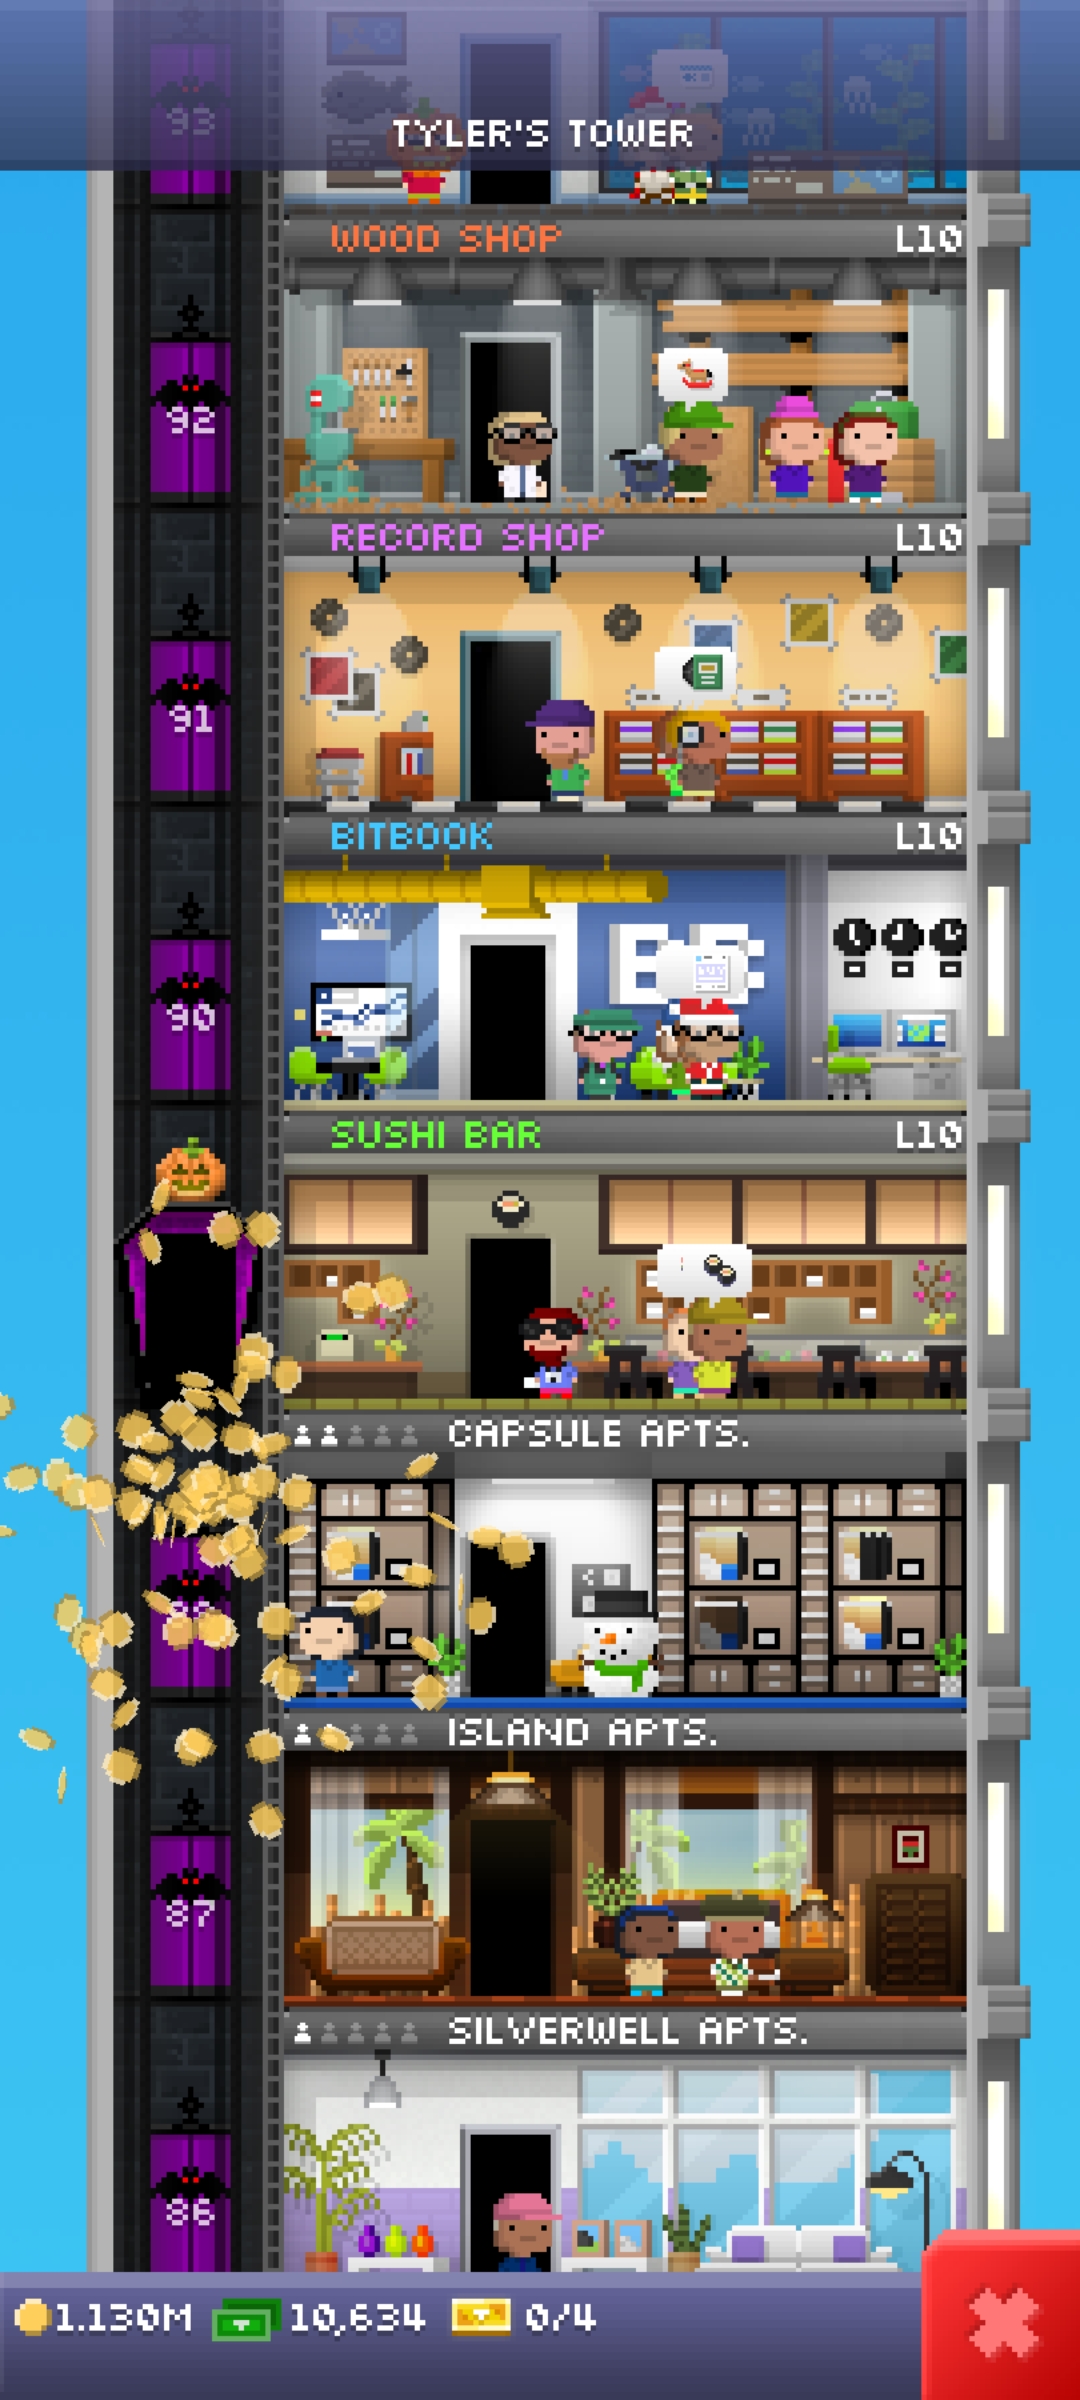 93
TYLER'S TOWER
WOOD SHOP L10
92
RECORD SHOP L10
91
BITBOOK L10
90
SUSHI BAR L10
CAPSULE APTS.
ISLAND APTS.
87
SILVERWELL APTS.
86
1.130M 10,634 0/4